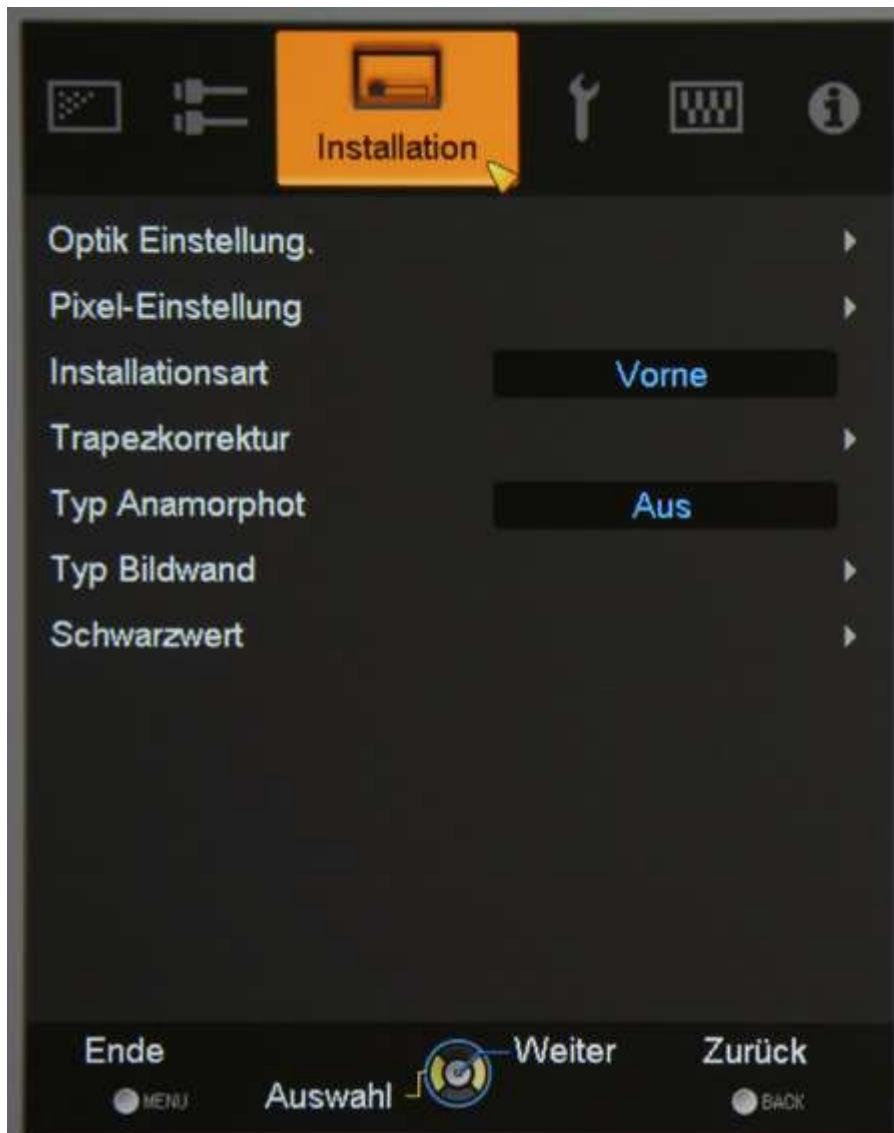 Installation
Optik Einstellung.
Pixel-Einstellung
Installationsart Vorne
Trapezkorrektur
Typ Anamorphot Aus
Typ Bildwand
Schwarzwert
Ende Weiter Zurück
MENU Auswahl BACK